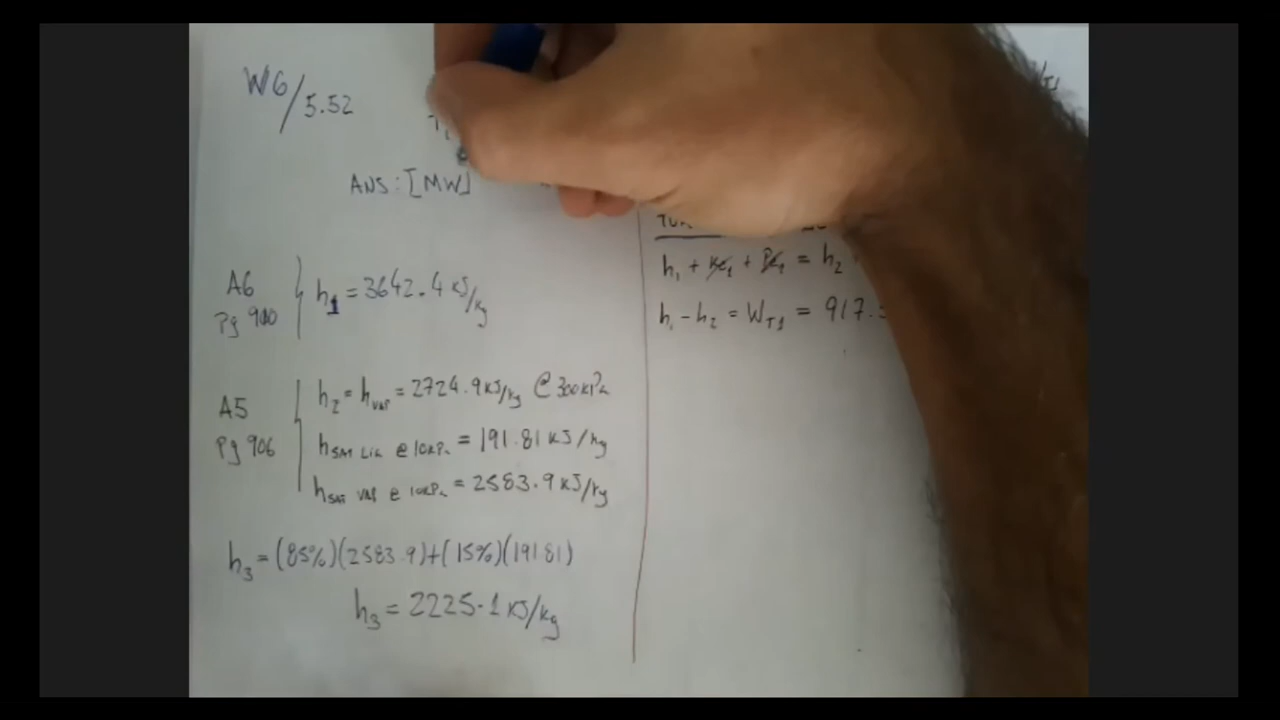 W6/5.52
ANS: [MW]
A6
Pg 900
h1 = 3642.4 kJ/kg
A5
Pg 906
h2 = hvap = 2724.9 kJ/kg @ 300kPa
hSAT LIQ @ 10kPa = 191.81 kJ/kg
hSAT VAP @ 10kPa = 2583.9 kJ/kg
h3 = (85%)(2583.9)+(15%)(191.81)
h3 = 2225.1 kJ/kg
h1 + ke1 + Pe1 = h2
h1 - h2 = WT1 = 917.